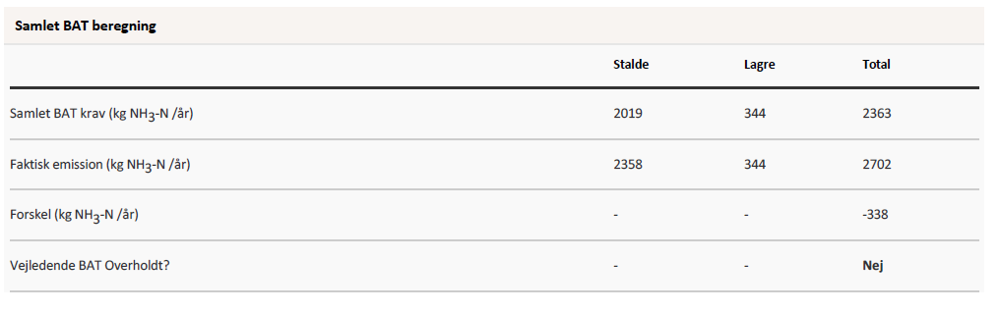 Samlet BAT beregning
Stalde Lagre Total
Samlet BAT krav (kg NH3-N /år) 2019 344 2363
Faktisk emission (kg NH3-N /år) 2358 344 2702
Forskel (kg NH3-N /år) - - -338
Vejledende BAT Overholdt? - - Nej